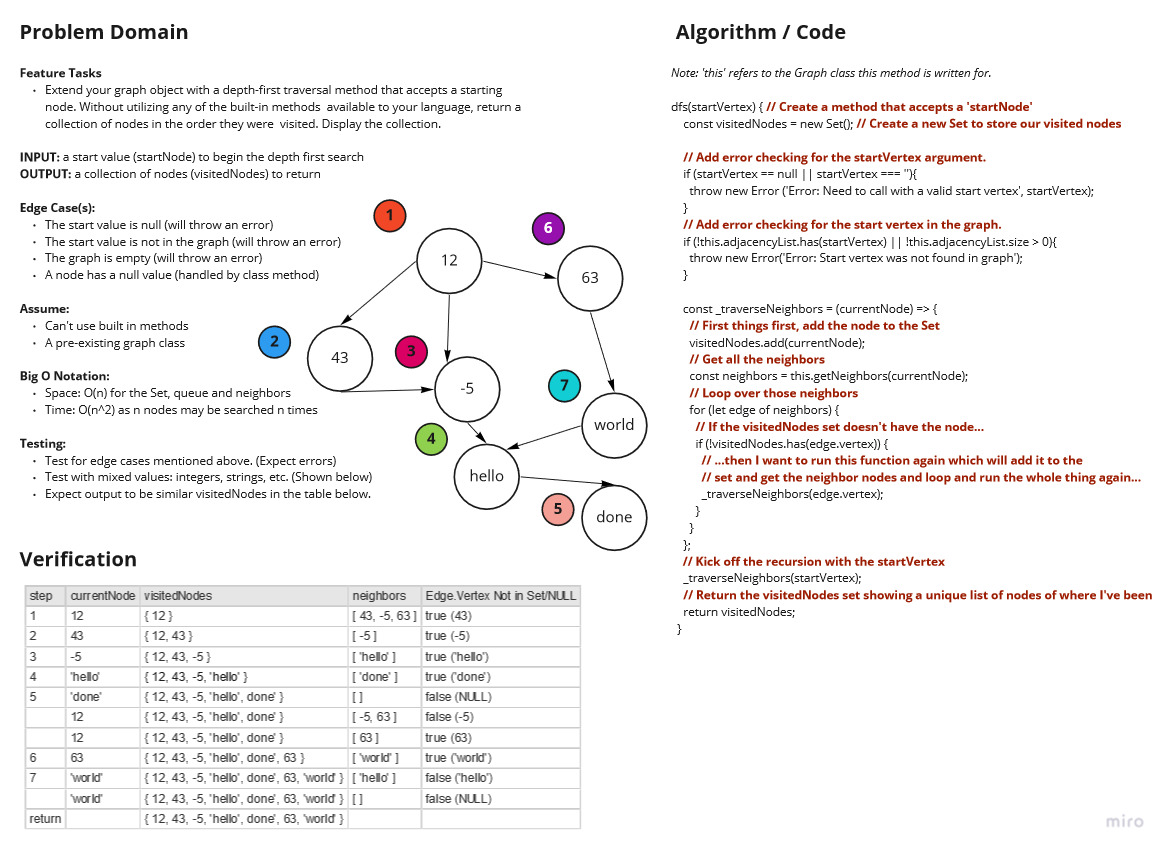 Problem Domain
Feature Tasks
• Extend your graph object with a depth-first traversal method that accepts a starting
node. Without utilizing any of the built-in methods available to your language, return a
collection of nodes in the order they were visited. Display the collection.
INPUT: a start value (startNode) to begin the depth first search
OUTPUT: a collection of nodes (visitedNodes) to return
Edge Case(s):
• The start value is null (will throw an error)
• The start value is not in the graph (will throw an error)
• The graph is empty (will throw an error)
• A node has a null value (handled by class method)
Assume:
• Can't use built in methods
• A pre-existing graph class
Big O Notation:
• Space: O(n) for the Set, queue and neighbors
• Time: O(n^2) as n nodes may be searched n times
Testing:
• Test for edge cases mentioned above. (Expect errors)
• Test with mixed values: integers, strings, etc. (Shown below)
• Expect output to be similar visitedNodes in the table below.
1
6
12
63
2
43
3
-5
7
world
4
hello
5
done
Verification
step currentNode visitedNodes neighbors Edge.Vertex Not in Set/NULL
1 12 { 12 } [ 43, -5, 63 ] true (43)
2 43 { 12, 43 } [ -5 ] true (-5)
3 -5 { 12, 43, -5 } [ 'hello' ] true ('hello')
4 'hello' { 12, 43, -5, 'hello' } [ 'done' ] true ('done')
5 'done' { 12, 43, -5, 'hello', done' } [ ] false (NULL)
12 { 12, 43, -5, 'hello', done' } [ -5, 63 ] false (-5)
12 { 12, 43, -5, 'hello', done' } [ 63 ] true (63)
6 63 { 12, 43, -5, 'hello', done', 63 } [ 'world' ] true ('world')
7 'world' { 12, 43, -5, 'hello', done', 63, 'world' } [ 'hello' ] false ('hello')
'world' { 12, 43, -5, 'hello', done', 63, 'world' } [ ] false (NULL)
return { 12, 43, -5, 'hello', done', 63, 'world' }
Algorithm / Code
Note: 'this' refers to the Graph class this method is written for.
dfs(startVertex) { // Create a method that accepts a 'startNode'
const visitedNodes = new Set(); // Create a new Set to store our visited nodes
// Add error checking for the startVertex argument.
if (startVertex == null || startVertex === ''){
throw new Error ('Error: Need to call with a valid start vertex', startVertex);
}
// Add error checking for the start vertex in the graph.
if (!this.adjacencyList.has(startVertex) || !this.adjacencyList.size > 0){
throw new Error('Error: Start vertex was not found in graph');
}
const _traverseNeighbors = (currentNode) => {
// First things first, add the node to the Set
visitedNodes.add(currentNode);
// Get all the neighbors
const neighbors = this.getNeighbors(currentNode);
// Loop over those neighbors
for (let edge of neighbors) {
// If the visitedNodes set doesn't have the node...
if (!visitedNodes.has(edge.vertex)) {
// ...then I want to run this function again which will add it to the
// set and get the neighbor nodes and loop and run the whole thing again...
_traverseNeighbors(edge.vertex);
}
}
};
// Kick off the recursion with the startVertex
_traverseNeighbors(startVertex);
// Return the visitedNodes set showing a unique list of nodes of where I've been
return visitedNodes;
}
miro